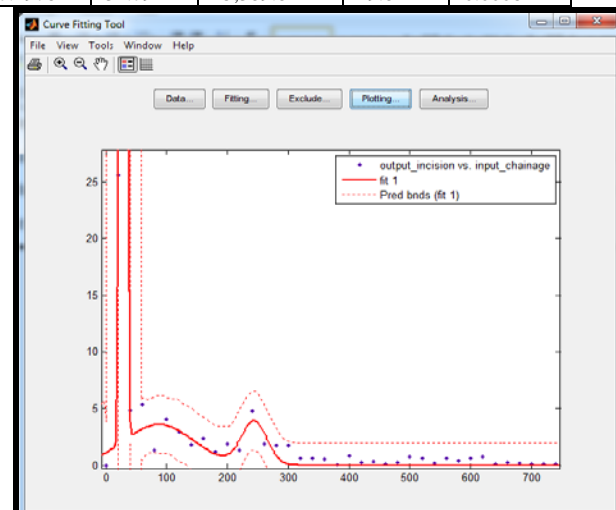 Curve Fitting Tool
File View Tools Window Help
Data... Fitting... Exclude... Plotting... Analysis...
output_incision vs. input_chainage
fit 1
Pred bnds (fit 1)
25
20
15
10
5
0
0 100 200 300 400 500 600 700